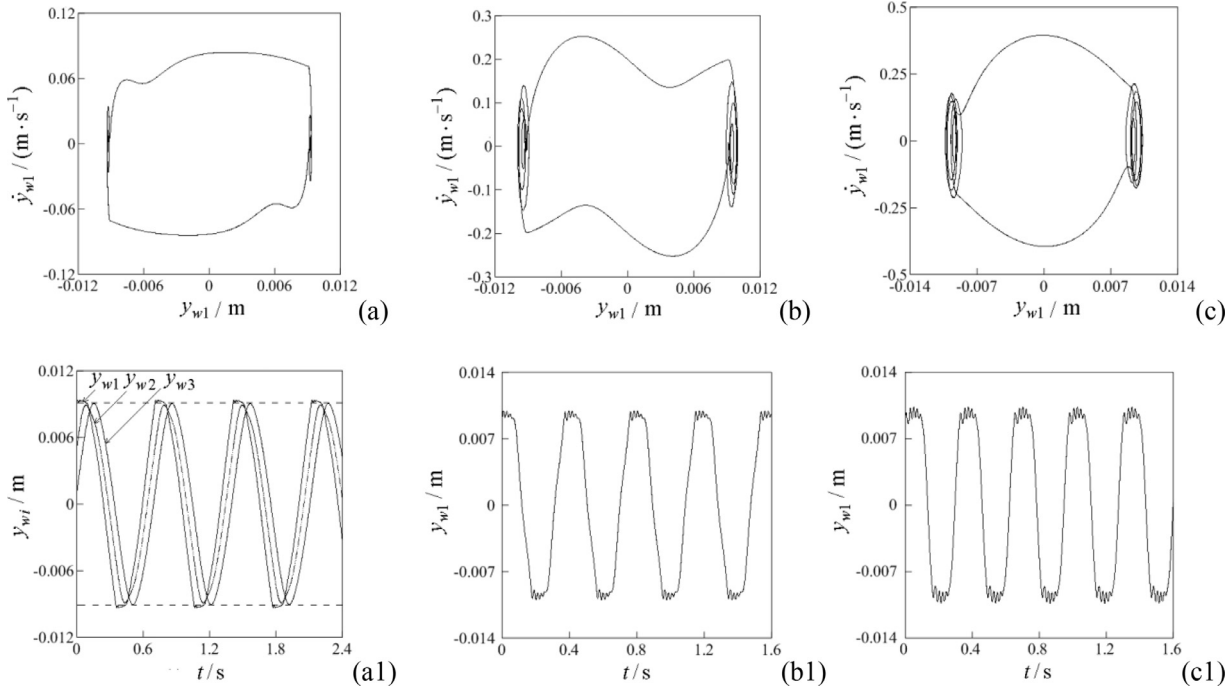 0.12
0.06
0
-0.06
-0.12
ẏw1 / (m · s−1)
-0.012 -0.006 0 0.006 0.012
yw1 / m
(a)
0.3
0.2
0.1
0
-0.1
-0.2
-0.3
ẏw1 / (m · s−1)
-0.012 -0.006 0 0.006 0.012
yw1 / m
(b)
0.5
0.25
0
-0.25
-0.5
ẏw1 / (m · s−1)
-0.014 -0.007 0 0.007 0.014
yw1 / m
(c)
0.012
0.006
0
-0.006
-0.012
ywi / m
yw1 yw2 yw3
0 0.6 1.2 1.8 2.4
t / s
(a1)
0.014
0.007
0
-0.007
-0.014
yw1 / m
0 0.4 0.8 1.2 1.6
t / s
(b1)
0.014
0.007
0
-0.007
-0.014
yw1 / m
0 0.4 0.8 1.2 1.6
t / s
(c1)